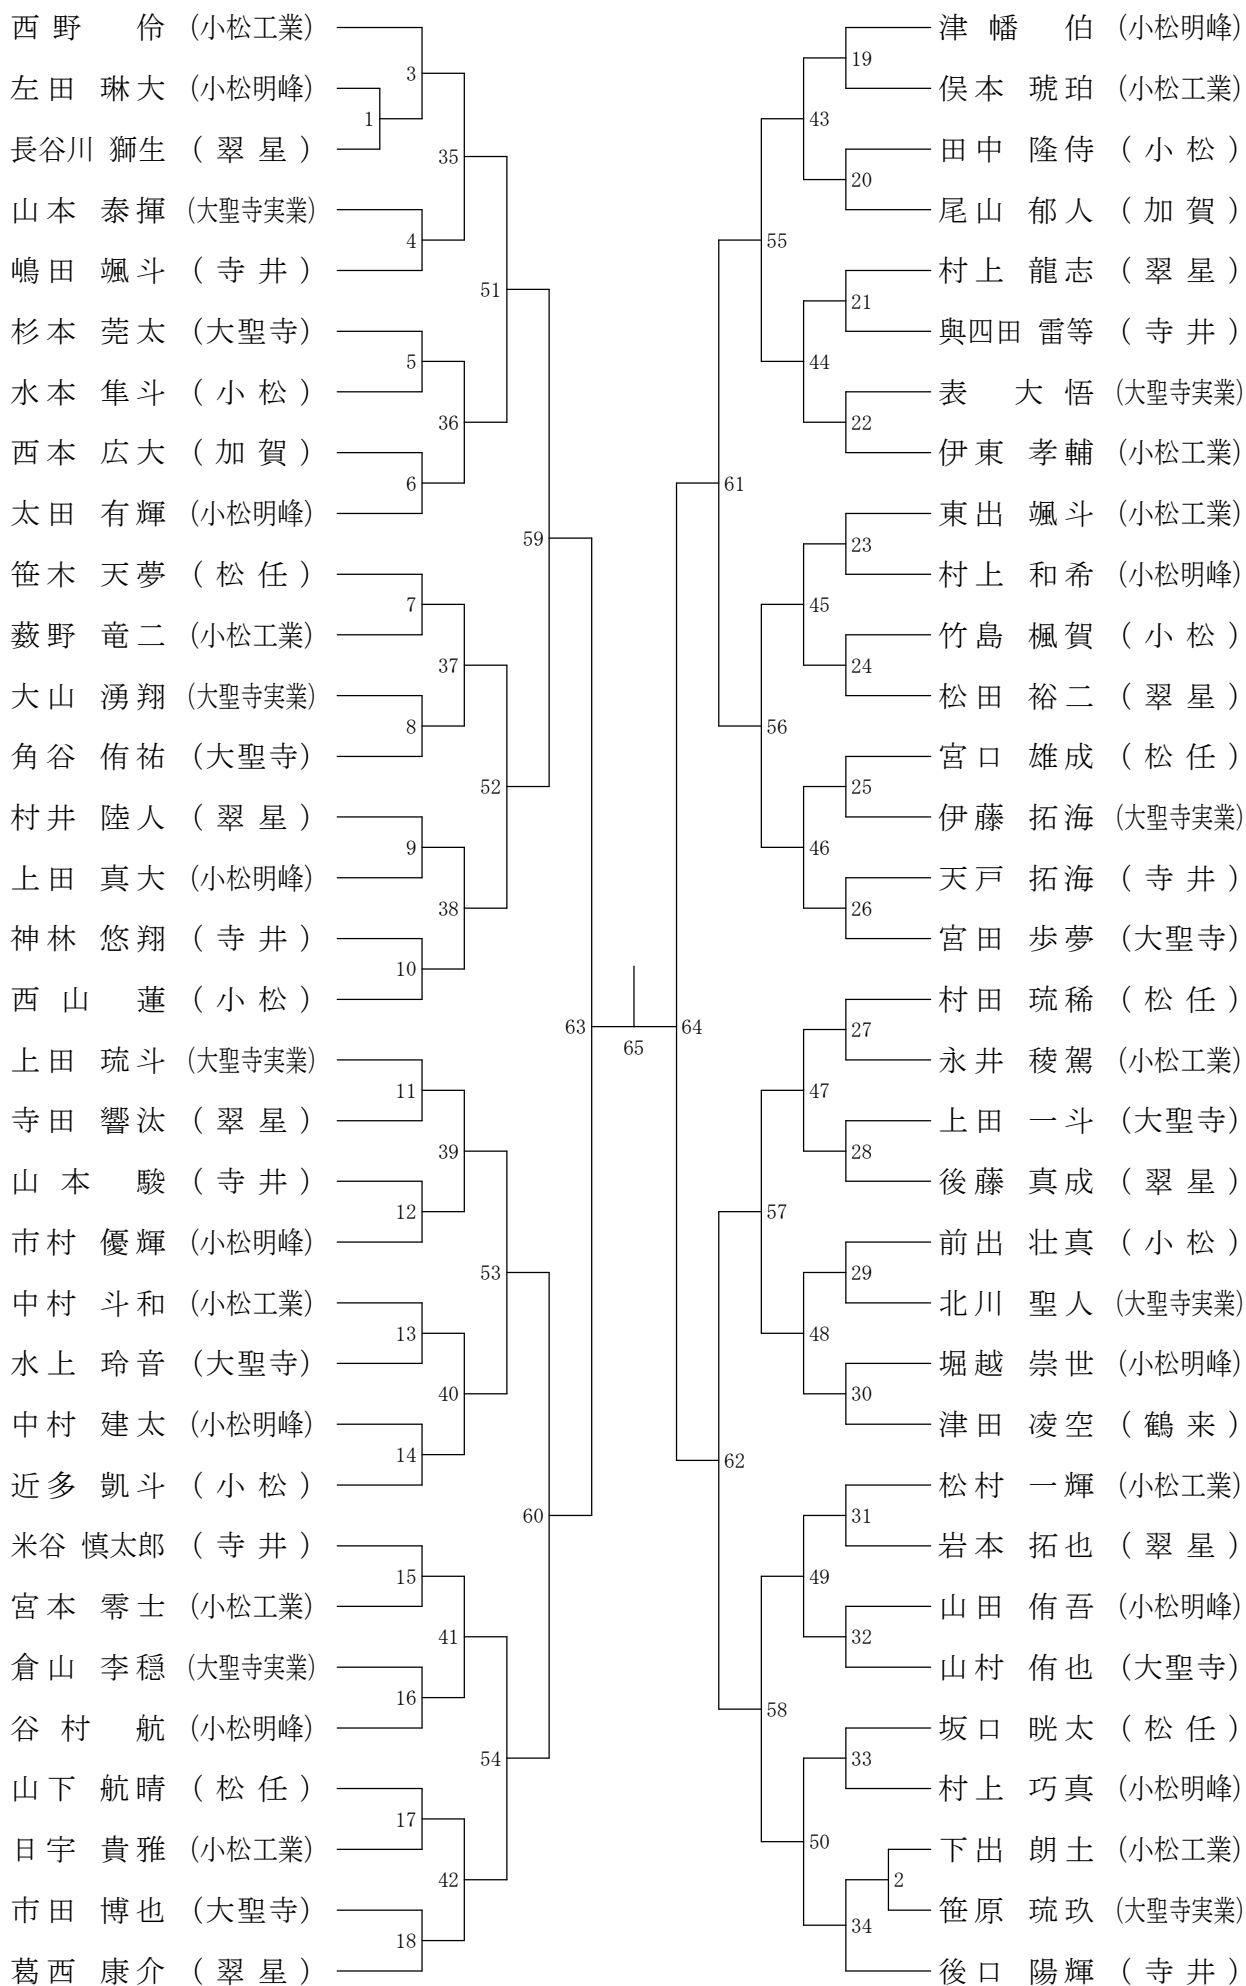 西野 伶 (小松工業)
左田 琳大 (小松明峰)
長谷川 獅生 (翠星)
山本 泰揮 (大聖寺実業)
嶋田 颯斗 (寺井)
杉本 莞太 (大聖寺)
水本 隼斗 (小松)
西本 広大 (加賀)
太田 有輝 (小松明峰)
笹木 天夢 (松任)
薮野 竜二 (小松工業)
大山 湧翔 (大聖寺実業)
角谷 侑祐 (大聖寺)
村井 陸人 (翠星)
上田 真大 (小松明峰)
神林 悠翔 (寺井)
西山 蓮 (小松)
上田 琉斗 (大聖寺実業)
寺田 響汰 (翠星)
山本 駿 (寺井)
市村 優輝 (小松明峰)
中村 斗和 (小松工業)
水上 玲音 (大聖寺)
中村 建太 (小松明峰)
近多 凱斗 (小松)
米谷 慎太郎 (寺井)
宮本 零士 (小松工業)
倉山 李穏 (大聖寺実業)
谷村 航 (小松明峰)
山下 航晴 (松任)
日宇 貴雅 (小松工業)
市田 博也 (大聖寺)
葛西 康介 (翠星)
1
3
4
5
6
7
8
9
10
11
12
13
14
15
16
17
18
35
36
37
38
39
40
41
42
51
52
53
54
59
60
63
65
64
61
62
55
56
57
58
43
44
45
46
47
48
49
50
19
20
21
22
23
24
25
26
27
28
29
30
31
32
33
34
2
津幡 伯 (小松明峰)
俣本 琥珀 (小松工業)
田中 隆侍 (小松)
尾山 郁人 (加賀)
村上 龍志 (翠星)
與四田 雷等 (寺井)
表 大悟 (大聖寺実業)
伊東 孝輔 (小松工業)
東出 颯斗 (小松工業)
村上 和希 (小松明峰)
竹島 楓賀 (小松)
松田 裕二 (翠星)
宮口 雄成 (松任)
伊藤 拓海 (大聖寺実業)
天戸 拓海 (寺井)
宮田 歩夢 (大聖寺)
村田 琉稀 (松任)
永井 稜駕 (小松工業)
上田 一斗 (大聖寺)
後藤 真成 (翠星)
前出 壮真 (小松)
北川 聖人 (大聖寺実業)
堀越 崇世 (小松明峰)
津田 凌空 (鶴来)
松村 一輝 (小松工業)
岩本 拓也 (翠星)
山田 侑吾 (小松明峰)
山村 侑也 (大聖寺)
坂口 晄太 (松任)
村上 巧真 (小松明峰)
下出 朗土 (小松工業)
笹原 琉玖 (大聖寺実業)
後口 陽輝 (寺井)